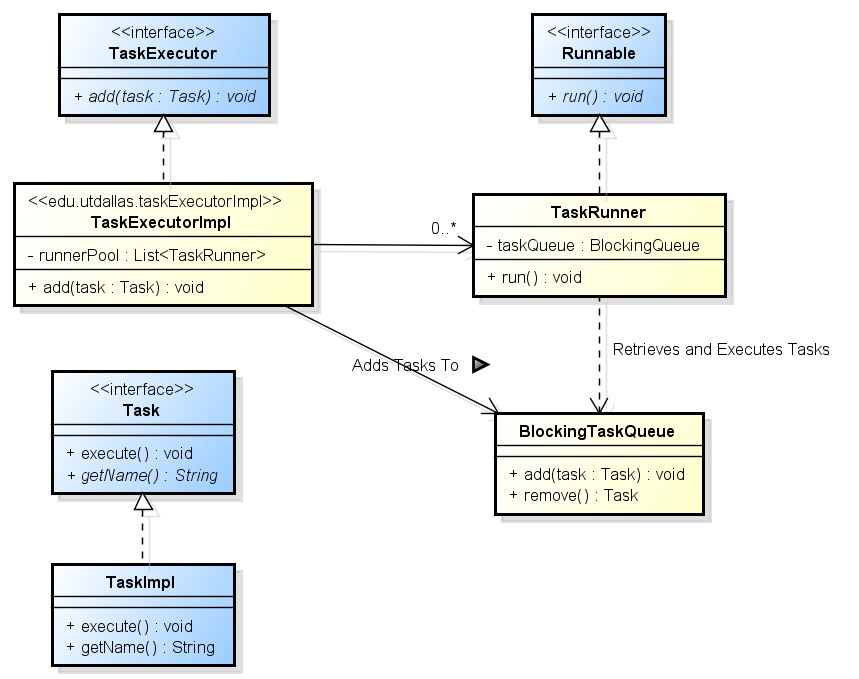 <<interface>>
TaskExecutor
+ add(task : Task) : void
<<interface>>
Runnable
+ run() : void
<<edu.utdallas.taskExecutorImpl>>
TaskExecutorImpl
- runnerPool : List<TaskRunner>
+ add(task : Task) : void
0..*
TaskRunner
- taskQueue : BlockingQueue
+ run() : void
Adds Tasks To
Retrieves and Executes Tasks
<<interface>>
Task
+ execute() : void
+ getName() : String
BlockingTaskQueue
+ add(task : Task) : void
+ remove() : Task
TaskImpl
+ execute() : void
+ getName() : String